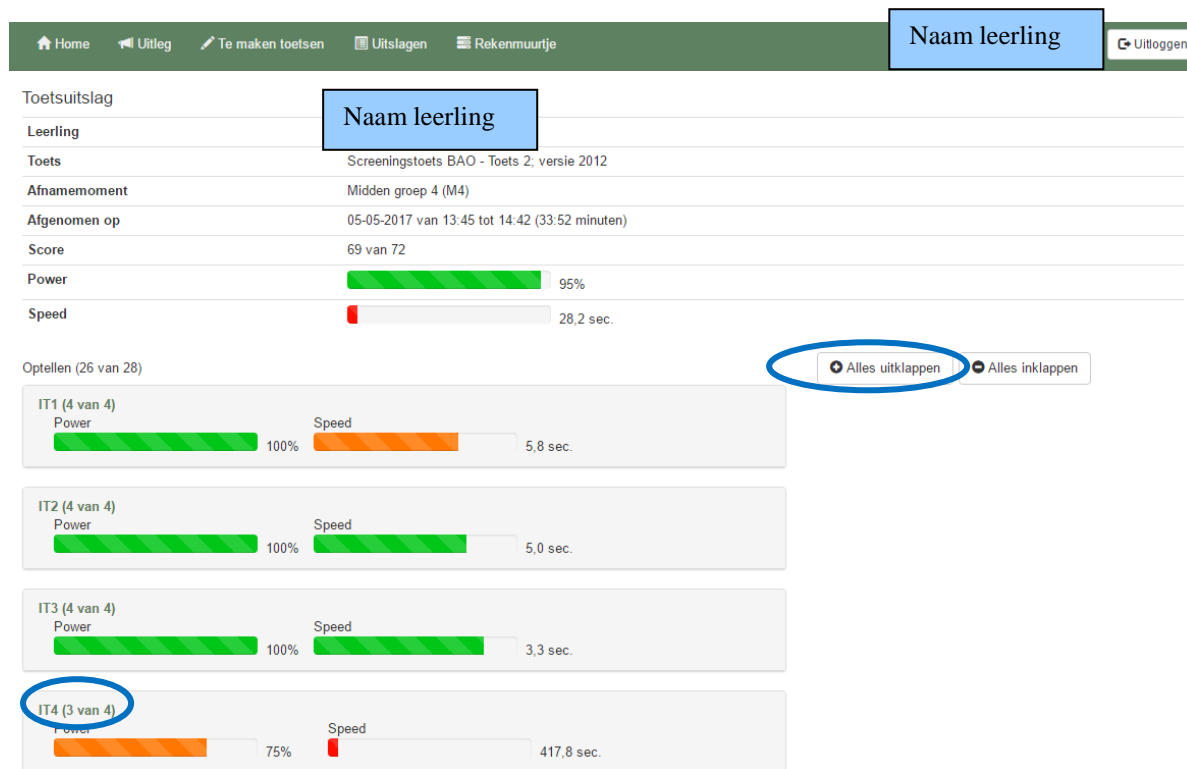 Home Uitleg Te maken toetsen Uitslagen Rekenmuurtje Naam leerling Uitloggen
Toetsuitslag
Leerling Naam leerling
Toets Screeningstoets BAO - Toets 2; versie 2012
Afnamemoment Midden groep 4 (M4)
Afgenomen op 05-05-2017 van 13:45 tot 14:42 (33:52 minuten)
Score 69 van 72
Power 95%
Speed 28,2 sec.
Optellen (26 van 28) Alles uitklappen Alles inklappen
IT1 (4 van 4)
Power Speed
100% 5,8 sec.
IT2 (4 van 4)
Power Speed
100% 5,0 sec.
IT3 (4 van 4)
Power Speed
100% 3,3 sec.
IT4 (3 van 4)
Power Speed
75% 417,8 sec.